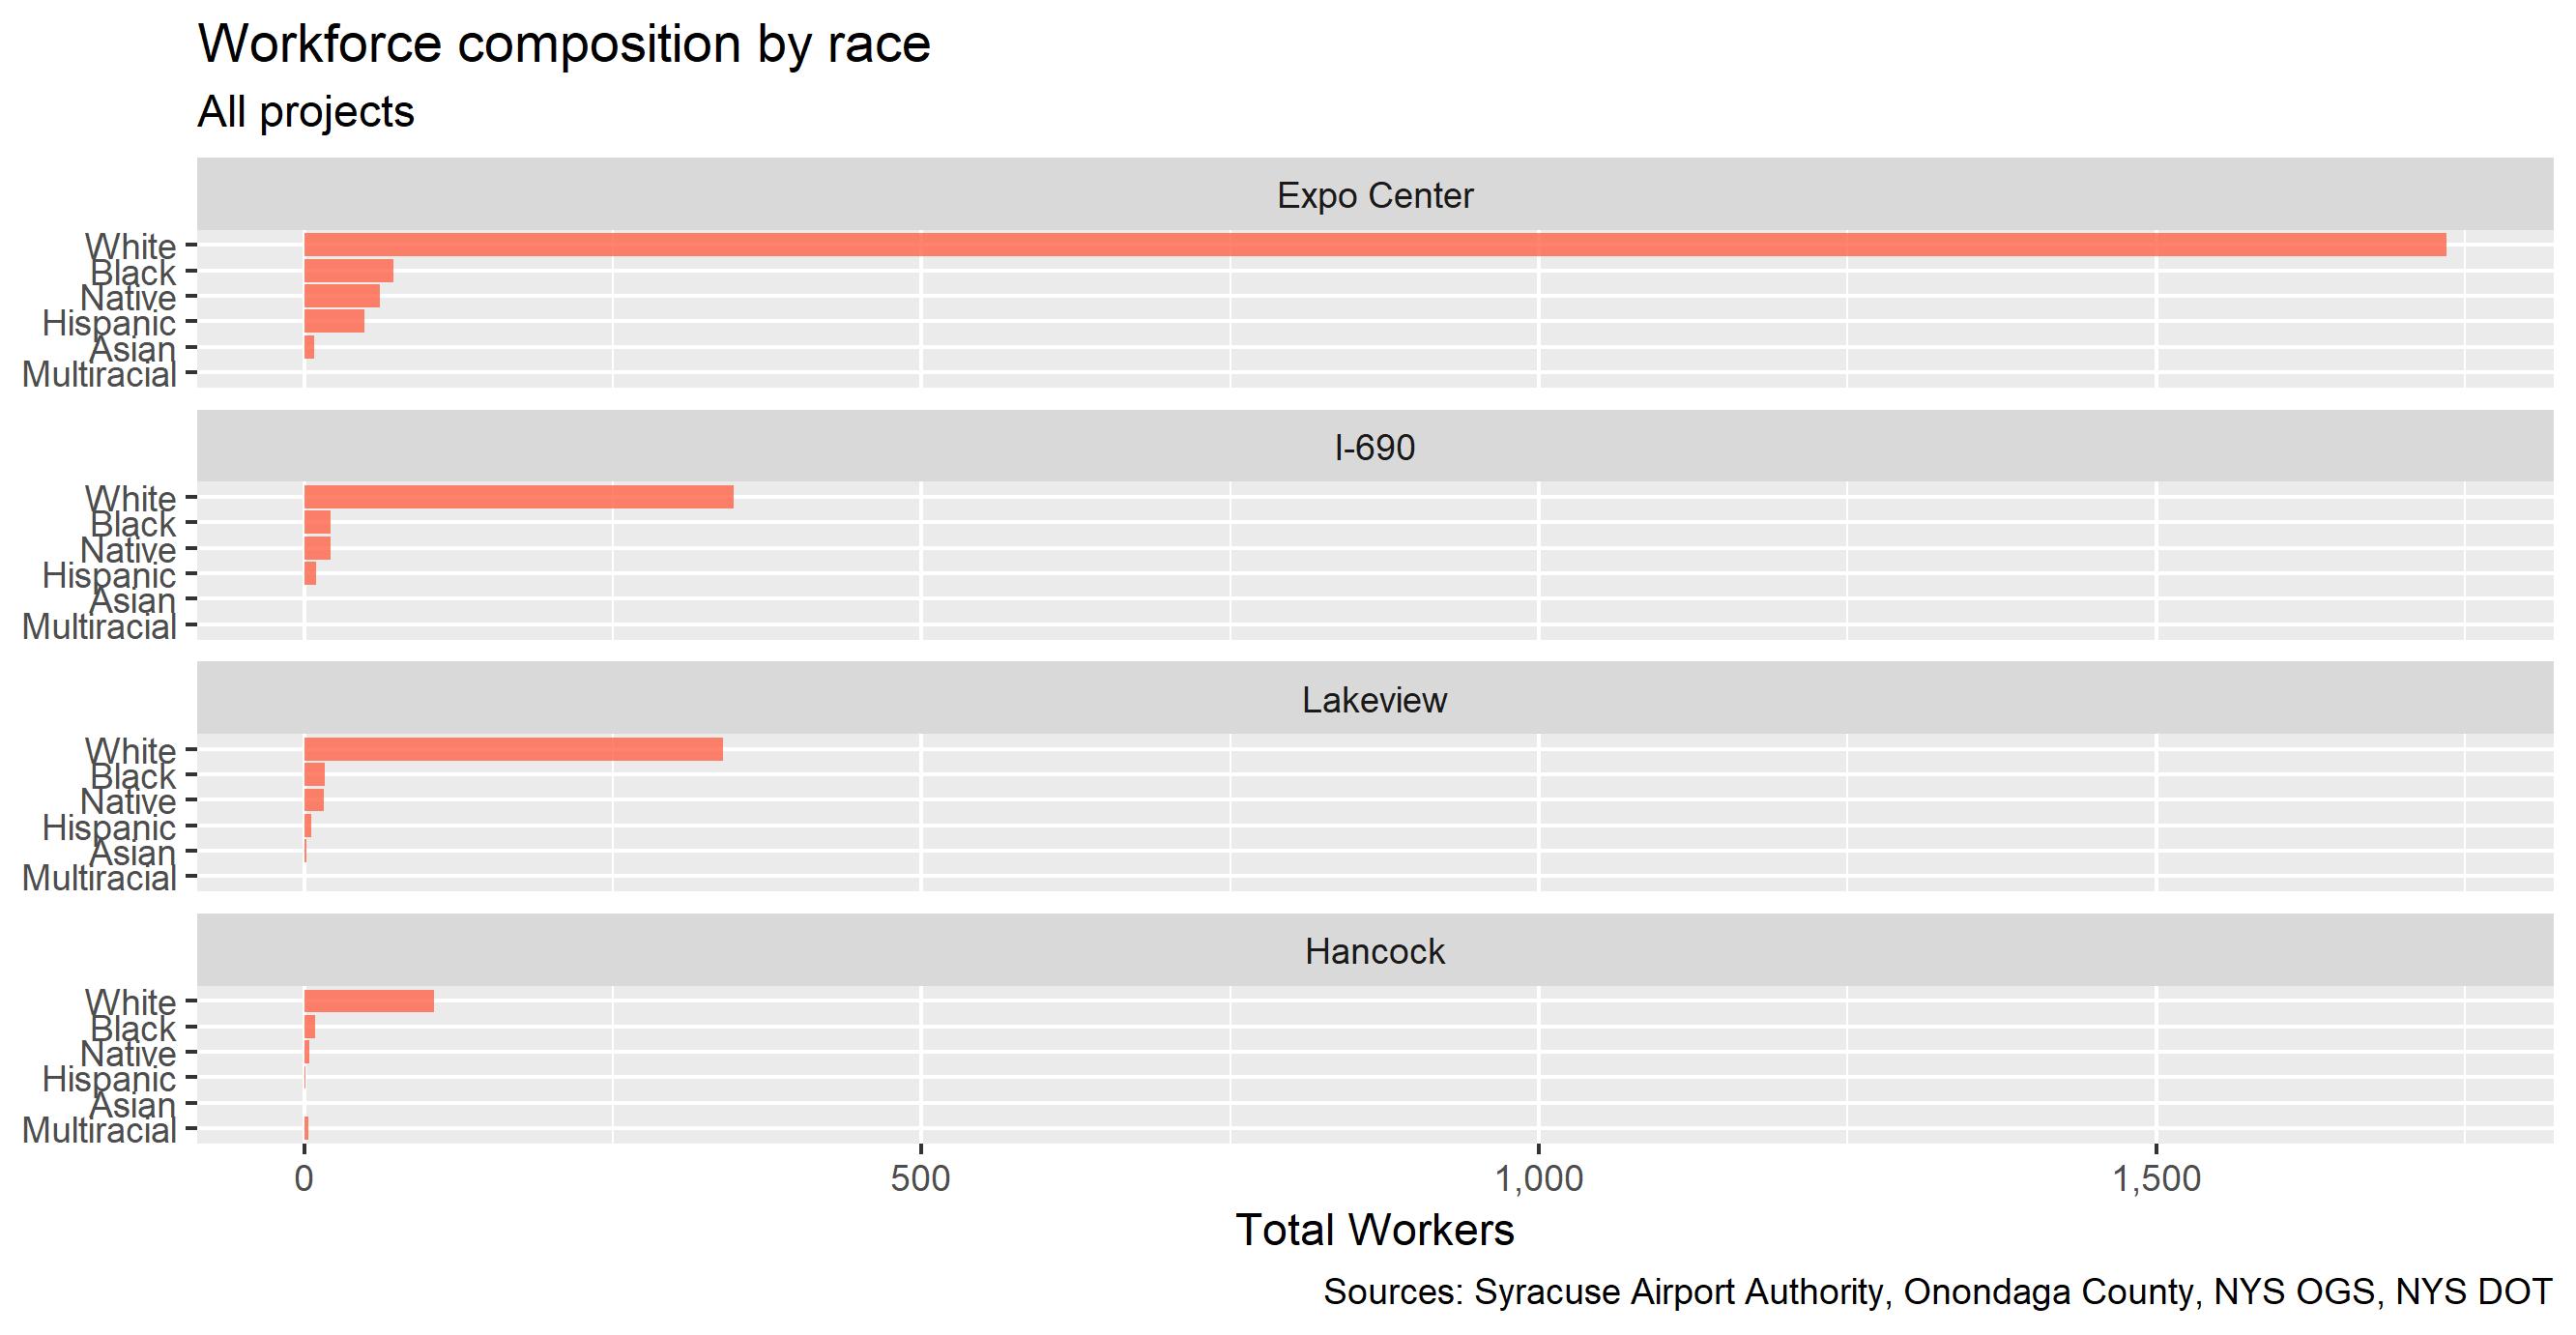 Workforce composition by race
All projects
Expo Center
White
Black
Native
Hispanic
Asian
Multiracial
I-690
White
Black
Native
Hispanic
Asian
Multiracial
Lakeview
White
Black
Native
Hispanic
Asian
Multiracial
Hancock
White
Black
Native
Hispanic
Asian
Multiracial
0 500 1,000 1,500
Total Workers
Sources: Syracuse Airport Authority, Onondaga County, NYS OGS, NYS DOT